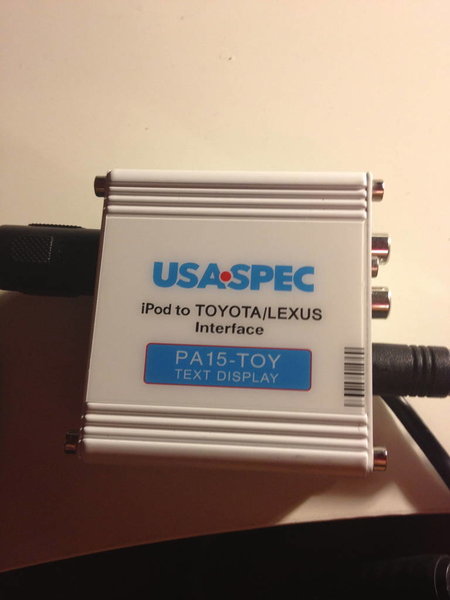 USA•SPEC
iPod to TOYOTA/LEXUS
Interface
PA15-TOY
TEXT DISPLAY